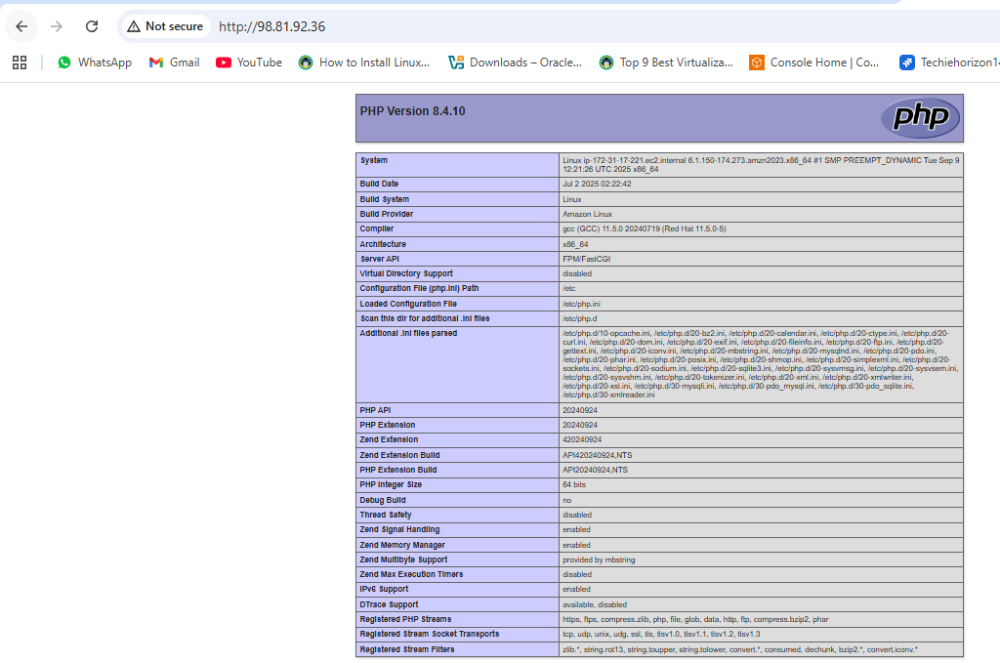 Not secure http://98.81.92.36
WhatsApp Gmail YouTube How to Install Linux... Downloads – Oracle... Top 9 Best Virtualiza... Console Home | Co... Techiehorizon14
PHP Version 8.4.10
php
System Linux ip-172-31-17-221.ec2.internal 6.1.150-174.273.amzn2023.x86_64 #1 SMP PREEMPT_DYNAMIC Tue Sep 9
12:21:26 UTC 2025 x86_64
Build Date Jul 2 2025 02:22:42
Build System Linux
Build Provider Amazon Linux
Compiler gcc (GCC) 11.5.0 20240719 (Red Hat 11.5.0-5)
Architecture x86_64
Server API FPM/FastCGI
Virtual Directory Support disabled
Configuration File (php.ini) Path /etc
Loaded Configuration File /etc/php.ini
Scan this dir for additional .ini files /etc/php.d
Additional .ini files parsed /etc/php.d/10-opcache.ini, /etc/php.d/20-bz2.ini, /etc/php.d/20-calendar.ini, /etc/php.d/20-ctype.ini, /etc/php.d/20-
curl.ini, /etc/php.d/20-dom.ini, /etc/php.d/20-exif.ini, /etc/php.d/20-fileinfo.ini, /etc/php.d/20-ftp.ini, /etc/php.d/20-
gettext.ini, /etc/php.d/20-iconv.ini, /etc/php.d/20-mbstring.ini, /etc/php.d/20-mysqlnd.ini, /etc/php.d/20-pdo.ini,
/etc/php.d/20-phar.ini, /etc/php.d/20-posix.ini, /etc/php.d/20-shmop.ini, /etc/php.d/20-simplexml.ini, /etc/php.d/20-
sockets.ini, /etc/php.d/20-sodium.ini, /etc/php.d/20-sqlite3.ini, /etc/php.d/20-sysvmsg.ini, /etc/php.d/20-sysvsem.ini,
/etc/php.d/20-sysvshm.ini, /etc/php.d/20-tokenizer.ini, /etc/php.d/20-xml.ini, /etc/php.d/20-xmlwriter.ini,
/etc/php.d/20-xsl.ini, /etc/php.d/30-mysqli.ini, /etc/php.d/30-pdo_mysql.ini, /etc/php.d/30-pdo_sqlite.ini,
/etc/php.d/30-xmlreader.ini
PHP API 20240924
PHP Extension 20240924
Zend Extension 420240924
Zend Extension Build API420240924,NTS
PHP Extension Build API20240924,NTS
PHP Integer Size 64 bits
Debug Build no
Thread Safety disabled
Zend Signal Handling enabled
Zend Memory Manager enabled
Zend Multibyte Support provided by mbstring
Zend Max Execution Timers disabled
IPv6 Support enabled
DTrace Support available, disabled
Registered PHP Streams https, ftps, compress.zlib, php, file, glob, data, http, ftp, compress.bzip2, phar
Registered Stream Socket Transports tcp, udp, unix, udg, ssl, tls, tlsv1.0, tlsv1.1, tlsv1.2, tlsv1.3
Registered Stream Filters zlib.*, string.rot13, string.toupper, string.tolower, convert.*, consumed, dechunk, bzip2.*, convert.iconv.*